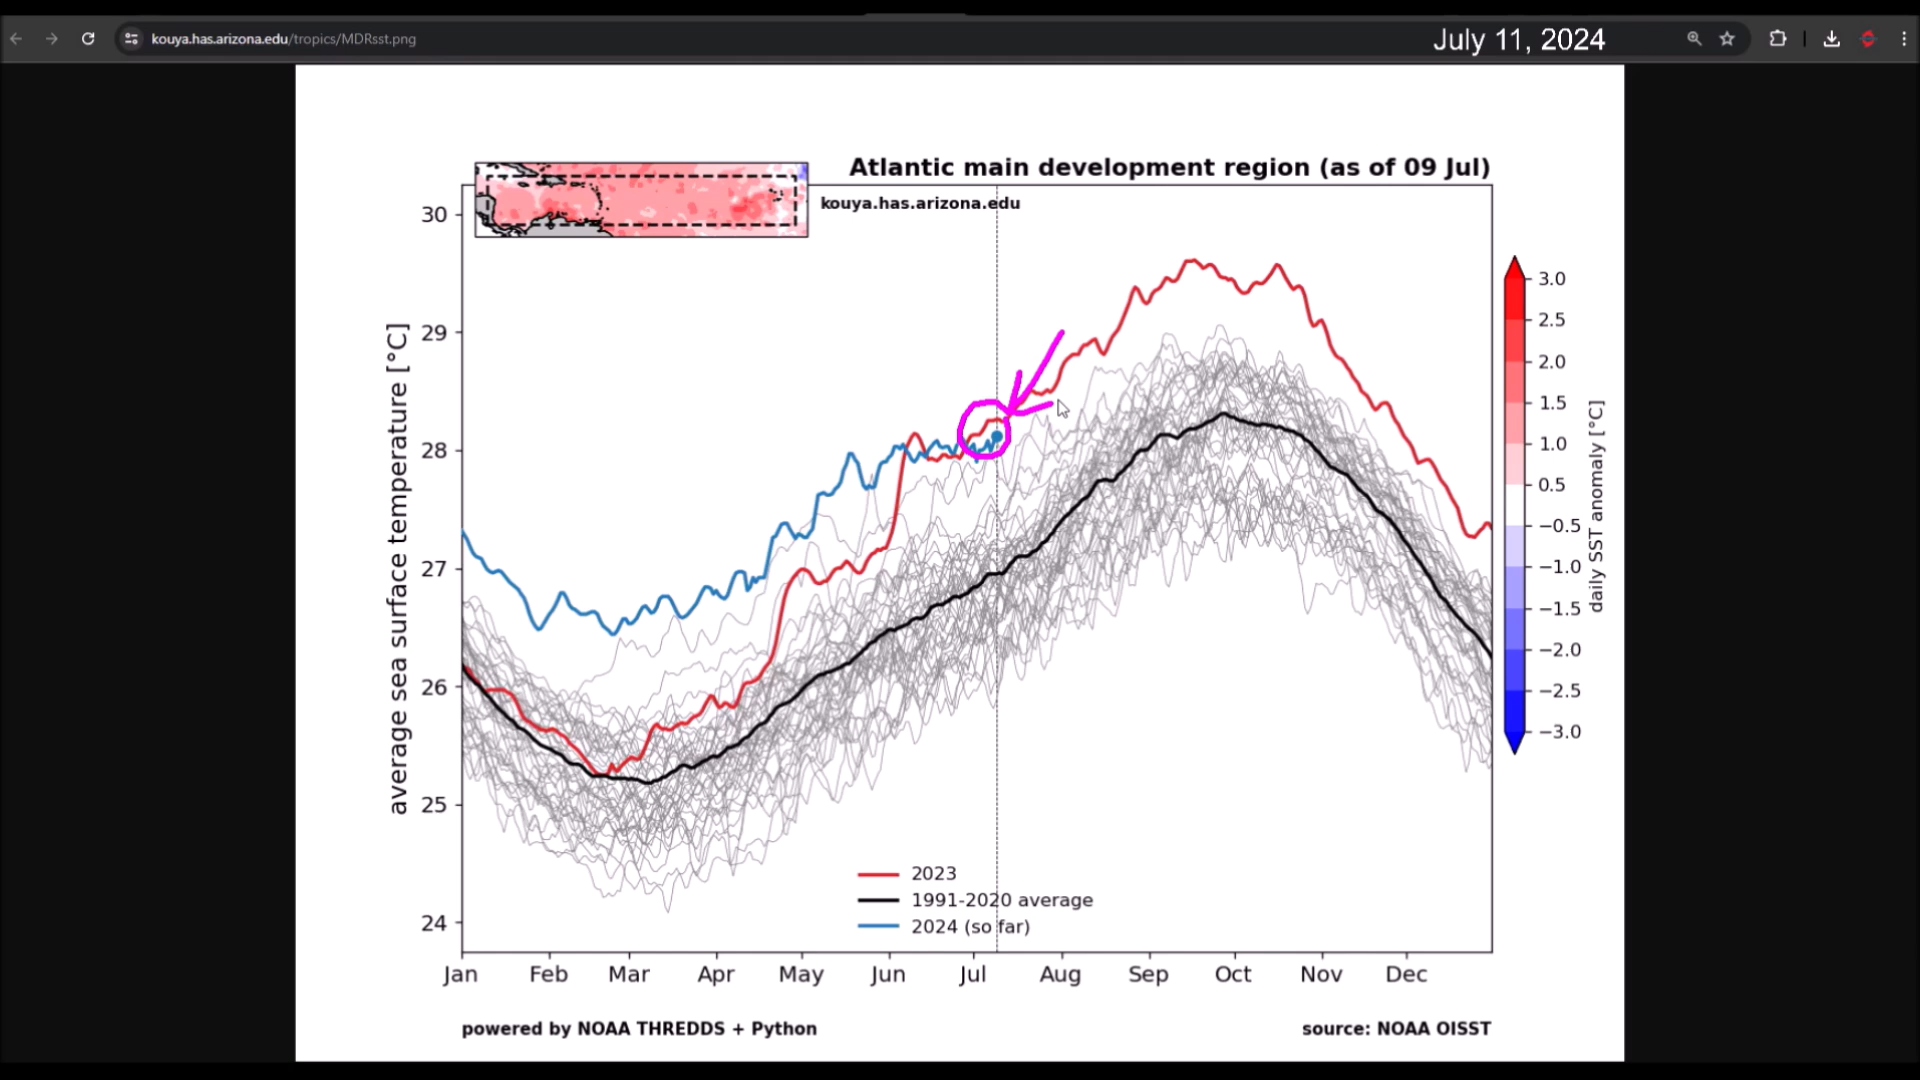 kouya.has.arizona.edu/tropics/MDRsst.png
July 11, 2024
Atlantic main development region (as of 09 Jul)
kouya.has.arizona.edu
average sea surface temperature [°C]
30
29
28
27
26
25
24
Jan Feb Mar Apr May Jun Jul Aug Sep Oct Nov Dec
2023
1991-2020 average
2024 (so far)
3.0
2.5
2.0
1.5
1.0
0.5
−0.5
−1.0
−1.5
−2.0
−2.5
−3.0
daily SST anomaly [°C]
powered by NOAA THREDDS + Python
source: NOAA OISST